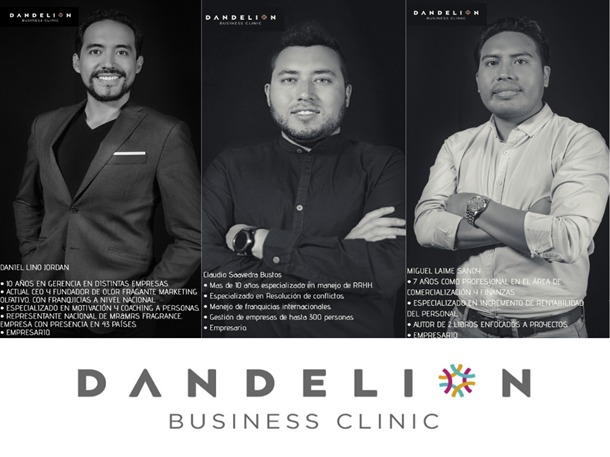 DANDELION
BUSINESS CLINIC
DANIEL LINO JORDAN
• 10 AÑOS EN GERENCIA EN DISTINTAS EMPRESAS.
• ACTUAL CEO Y FUNDADOR DE OLOR FRAGANTE MARKETING
OLFATIVO, CON FRANQUICIAS A NIVEL NACIONAL
• ESPECIALIZADO EN MOTIVACIÓN Y COACHING A PERSONAS.
• REPRESENTANTE NACIONAL DE MR&MRS FRAGRANCE.
EMPRESA CON PRESENCIA EN 43 PAÍSES
• EMPRESARIO
DANDELION
BUSINESS CLINIC
Claudio Saavedra Bustos
• Mas de 10 años especializado en manejo de RRHH.
• Especializado en Resolución de conflictos
• Manejo de franquicias internacionales.
• Gestión de empresas de hasta 300 personas
• Empresario
DANDELION
BUSINESS CLINIC
MIGUEL LAIME SANDY
• 7 AÑOS COMO PROFESIONAL EN EL ÁREA DE
COMERCIALIZACIÓN Y FINANZAS
• ESPECIALIZADO EN INCREMENTO DE RENTABILIDAD
DEL PERSONAL
• AUTOR DE 2 LIBROS ENFOCADOS A PROYECTOS
• EMPRESARIO
DANDELION
BUSINESS CLINIC